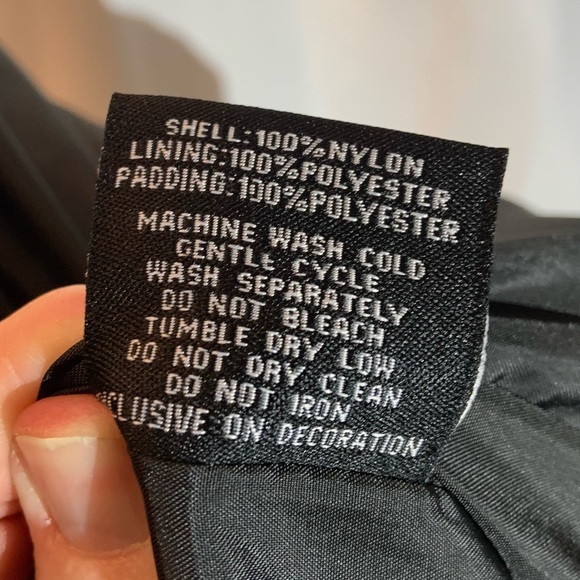 SHELL:100%NYLON
LINING:100%POLYESTER
PADDING:100%POLYESTER
MACHINE WASH COLD
GENTLE CYCLE
WASH SEPARATELY
DO NOT BLEACH
TUMBLE DRY LOW
DO NOT DRY CLEAN
DO NOT IRON
ON DECORATION